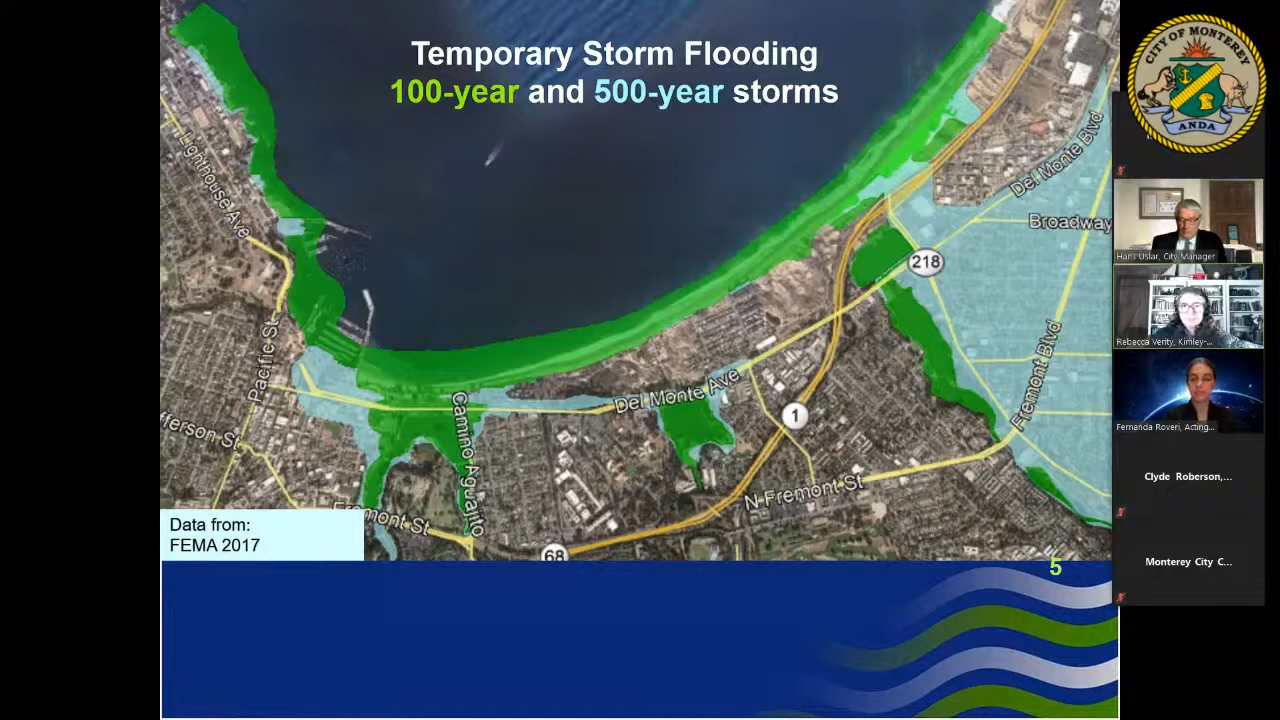 Temporary Storm Flooding
100-year and 500-year storms
CITY OF MONTEREY
ANDA
Lighthouse Ave
Del Monte Blvd
Broadway
218
Hans Uslar, City Manager
Pacific St
Fremont Blvd
Rebecca Verity, Kimley-...
Del Monte Ave
Camino Aguajito
1
fferson St
Fernanda Roveri, Acting...
N Fremont St
Clyde Roberson,...
Fremont St
68
Data from:
FEMA 2017
Monterey City C...
5